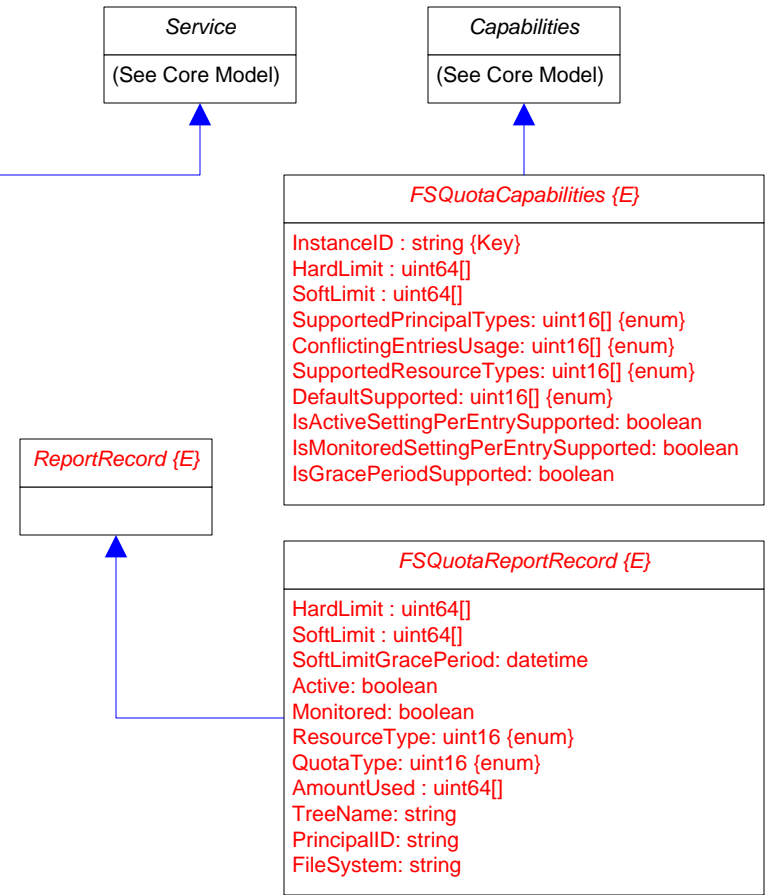 Service
(See Core Model)
Capabilities
(See Core Model)
FSQuotaCapabilities {E}
InstanceID : string {Key}
HardLimit : uint64[]
SoftLimit : uint64[]
SupportedPrincipalTypes: uint16[] {enum}
ConflictingEntriesUsage: uint16[] {enum}
SupportedResourceTypes: uint16[] {enum}
DefaultSupported: uint16[] {enum}
IsActiveSettingPerEntrySupported: boolean
IsMonitoredSettingPerEntrySupported: boolean
IsGracePeriodSupported: boolean
ReportRecord {E}
FSQuotaReportRecord {E}
HardLimit : uint64[]
SoftLimit : uint64[]
SoftLimitGracePeriod: datetime
Active: boolean
Monitored: boolean
ResourceType: uint16 {enum}
QuotaType: uint16 {enum}
AmountUsed : uint64[]
TreeName: string
PrincipalID: string
FileSystem: string